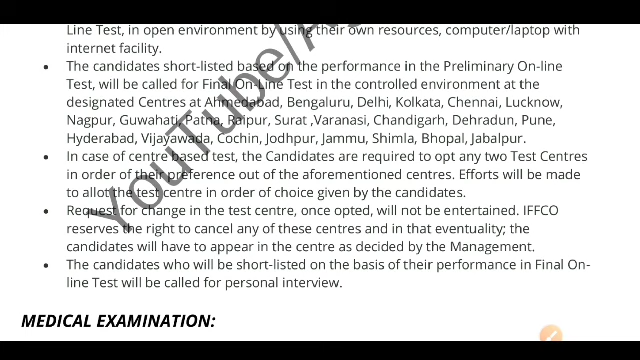 Line Test, in open environment by using their own resources, computer/laptop with
internet facility.
• The candidates short-listed based on the performance in the Preliminary On-line
Test, will be called for Final On-Line Test in the controlled environment at the
designated Centres at Ahmedabad, Bengaluru, Delhi, Kolkata, Chennai, Lucknow,
Nagpur, Guwahati, Patna, Raipur, Surat ,Varanasi, Chandigarh, Dehradun, Pune,
Hyderabad, Vijayawada, Cochin, Jodhpur, Jammu, Shimla, Bhopal, Jabalpur.
• In case of centre based test, the Candidates are required to opt any two Test Centres
in order of their preference out of the aforementioned centres. Efforts will be made
to allot the test centre in order of choice given by the candidates.
• Request for change in the test centre, once opted, will not be entertained. IFFCO
reserves the right to cancel any of these centres and in that eventuality; the
candidates will have to appear in the centre as decided by the Management.
• The candidates who will be short-listed on the basis of their performance in Final On-
line Test will be called for personal interview.
MEDICAL EXAMINATION:
YouTube/